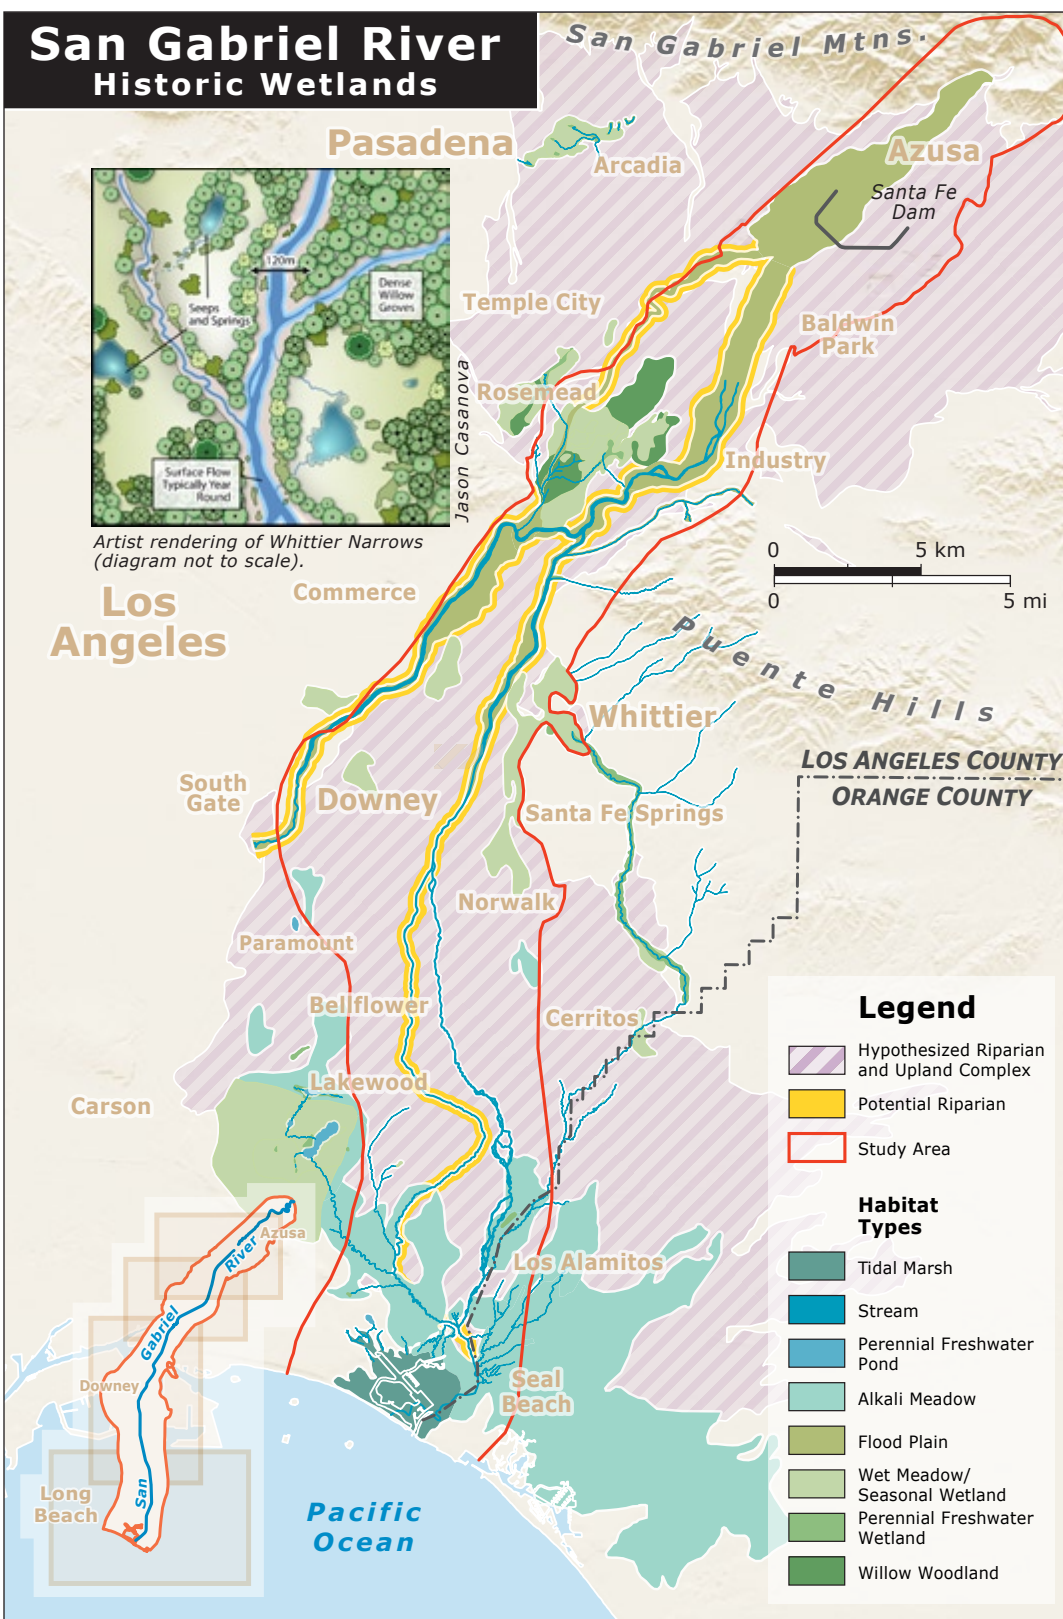 San Gabriel River
Historic Wetlands
San Gabriel Mtns.
Pasadena
Arcadia
Azusa
Santa Fe
Dam
120m
Dense
Willow
Groves
Seeps
and Springs
Surface Flow
Typically Year
Round
Jason Casanova
Artist rendering of Whittier Narrows
(diagram not to scale).
Temple City
Baldwin
Park
Rosemead
Industry
0 5 km
0 5 mi
Commerce
Los
Angeles
Puente Hills
Whittier
LOS ANGELES COUNTY
ORANGE COUNTY
South
Gate
Downey
Santa Fe Springs
Norwalk
Paramount
Bellflower
Cerritos
Lakewood
Carson
Los Alamitos
Seal
Beach
Pacific
Ocean
Azusa
River
Gabriel
San
Downey
Long
Beach
Legend
Hypothesized Riparian
and Upland Complex
Potential Riparian
Study Area
Habitat
Types
Tidal Marsh
Stream
Perennial Freshwater
Pond
Alkali Meadow
Flood Plain
Wet Meadow/
Seasonal Wetland
Perennial Freshwater
Wetland
Willow Woodland